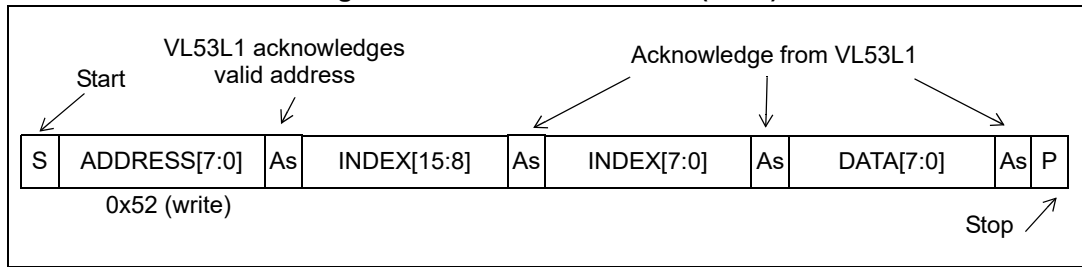 VL53L1 acknowledges
valid address
Acknowledge from VL53L1
Start
S ADDRESS[7:0] As INDEX[15:8] As INDEX[7:0] As DATA[7:0] As P
0x52 (write)
Stop